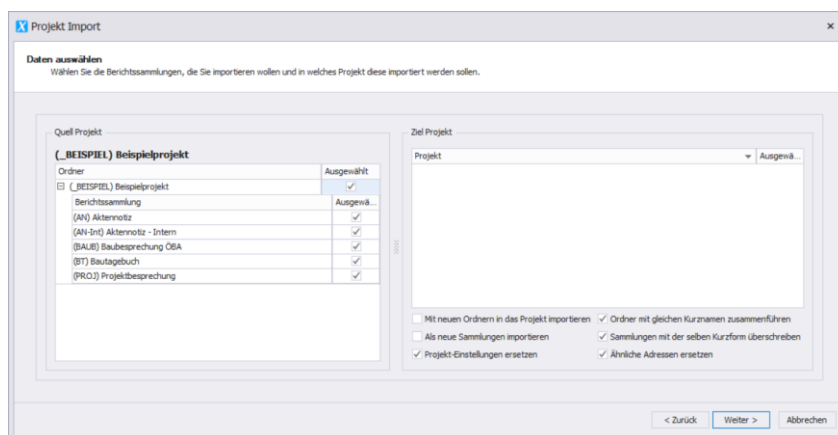 Projekt Import
Daten auswählen
Wählen Sie die Berichtssammlungen, die Sie importieren wollen und in welches Projekt diese importiert werden sollen.
Quell Projekt
(_BEISPIEL) Beispielprojekt
Ordner Ausgewählt
(_BEISPIEL) Beispielprojekt
Berichtssammlung Ausgewä...
(AN) Aktennotiz
(AN-Int) Aktennotiz - Intern
(BAUB) Baubesprechung ÖBA
(BT) Bautagebuch
(PROJ) Projektbesprechung
Ziel Projekt
Projekt Ausgewä...
Mit neuen Ordnern in das Projekt importieren Ordner mit gleichen Kurznamen zusammenführen
Als neue Sammlungen importieren Sammlungen mit der selben Kurzform überschreiben
Projekt-Einstellungen ersetzen Ähnliche Adressen ersetzen
< Zurück Weiter > Abbrechen